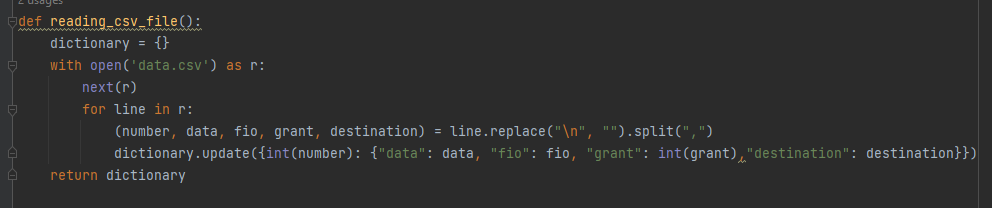 2 usages
def reading_csv_file():
    dictionary = {}
    with open('data.csv') as r:
        next(r)
        for line in r:
            (number, data, fio, grant, destination) = line.replace("\n", "").split(",")
            dictionary.update({int(number): {"data": data, "fio": fio, "grant": int(grant),"destination": destination}})
    return dictionary